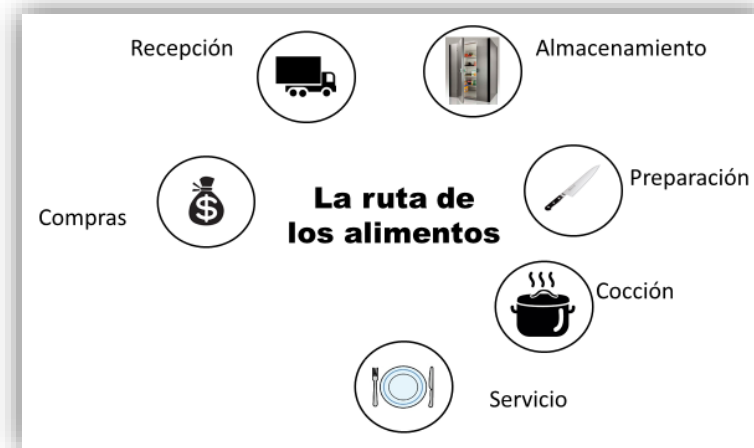 Recepción
Almacenamiento
Preparación
Compras
$
La ruta de
los alimentos
Cocción
Servicio